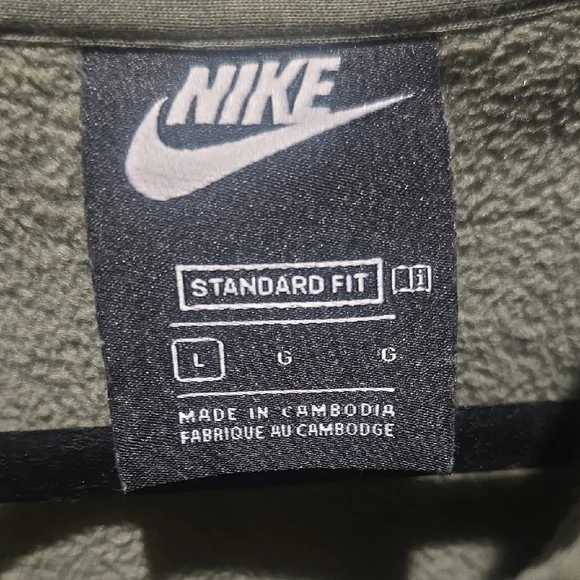 NIKE
STANDARD FIT
L G G
MADE IN CAMBODIA
FABRIQUE AU CAMBODGE